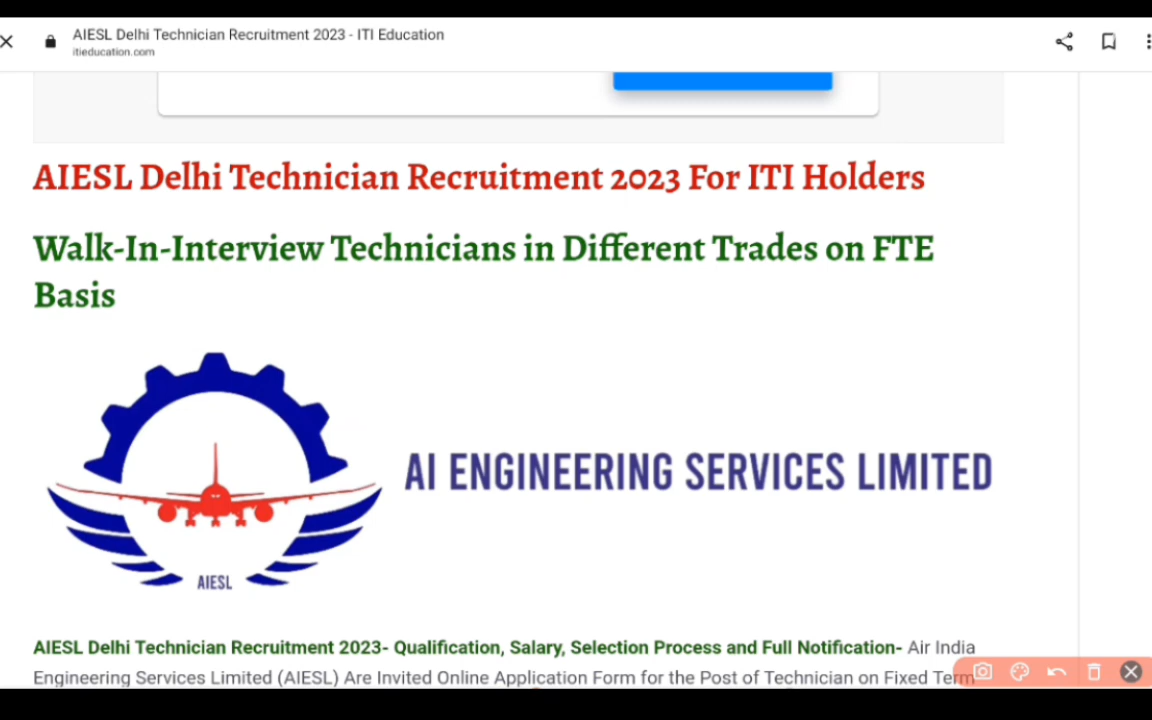 AIESL Delhi Technician Recruitment 2023 - ITI Education
itieducation.com
AIESL Delhi Technician Recruitment 2023 For ITI Holders
Walk-In-Interview Technicians in Different Trades on FTE
Basis
AI ENGINEERING SERVICES LIMITED
AIESL
AIESL Delhi Technician Recruitment 2023- Qualification, Salary, Selection Process and Full Notification- Air India
Engineering Services Limited (AIESL) Are Invited Online Application Form for the Post of Technician on Fixed Term